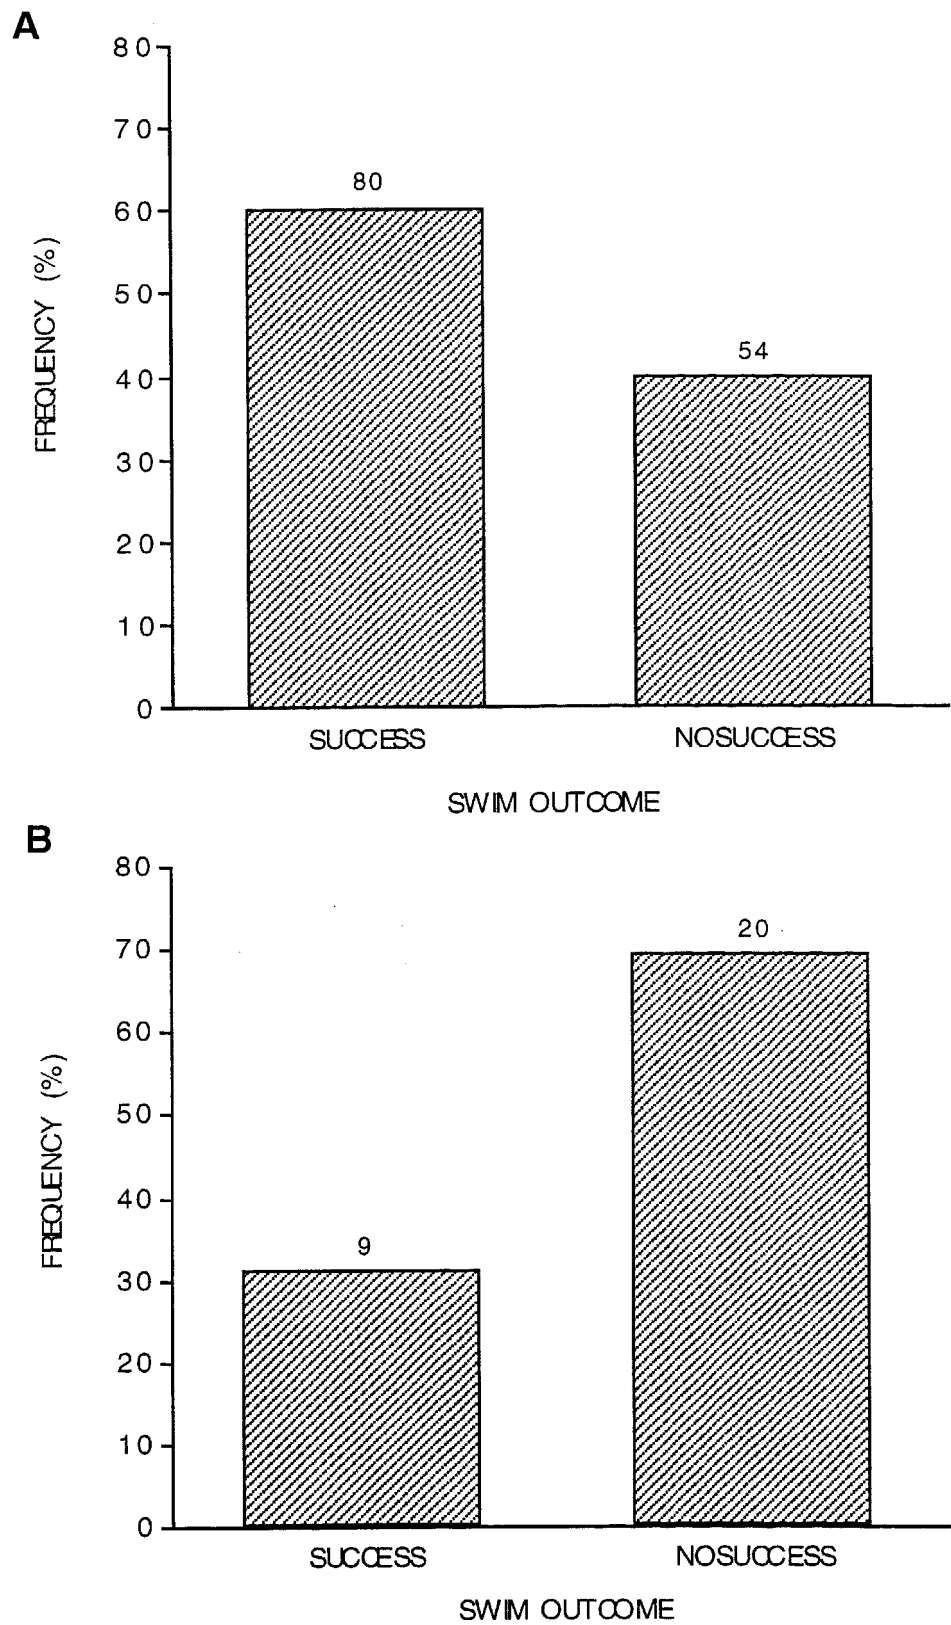 A
80
70
60
50
40
30
20
10
0
FREQUENCY (%)
80
54
SUCCESS
NOSUCCESS
SWIM OUTCOME
B
80
70
60
50
40
30
20
10
0
FREQUENCY (%)
9
20
SUCCESS
NOSUCCESS
SWIM OUTCOME